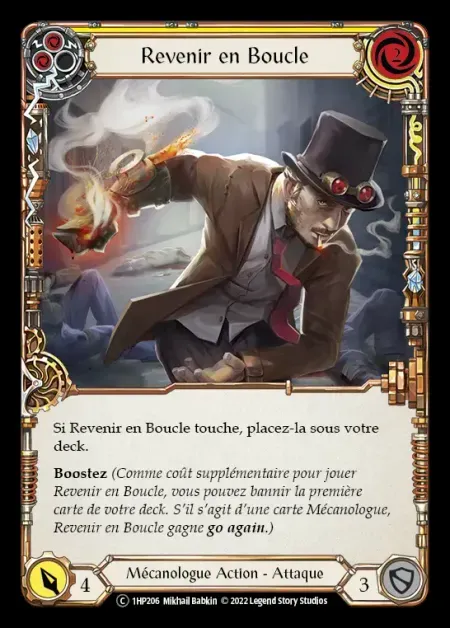 Revenir en Boucle
2
Si Revenir en Boucle touche, placez-la sous votre
deck.
Boostez (Comme coût supplémentaire pour jouer
Revenir en Boucle, vous pouvez bannir la première
carte de votre deck. S'il s'agit d'une carte Mécanologue,
Revenir en Boucle gagne go again.)
4
Mécanologue Action - Attaque
3
C 1HP206 Mikhail Babkin © 2022 Legend Story Studios